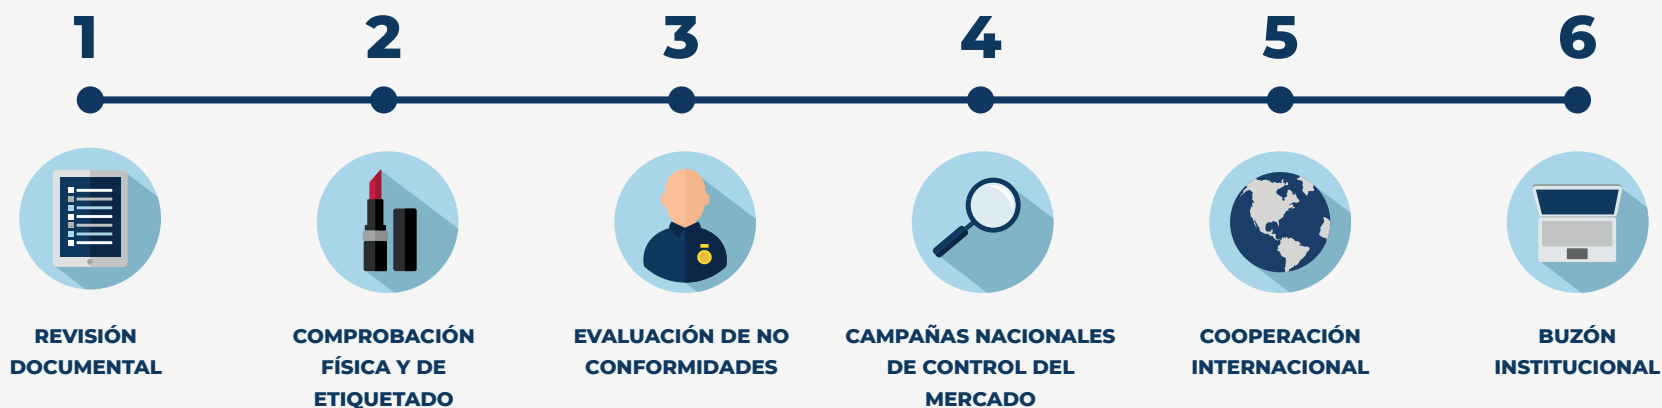 1
2
3
4
5
6
REVISIÓN
DOCUMENTAL
COMPROBACIÓN
FÍSICA Y DE
ETIQUETADO
EVALUACIÓN DE NO
CONFORMIDADES
CAMPAÑAS NACIONALES
DE CONTROL DEL
MERCADO
COOPERACIÓN
INTERNACIONAL
BUZÓN
INSTITUCIONAL